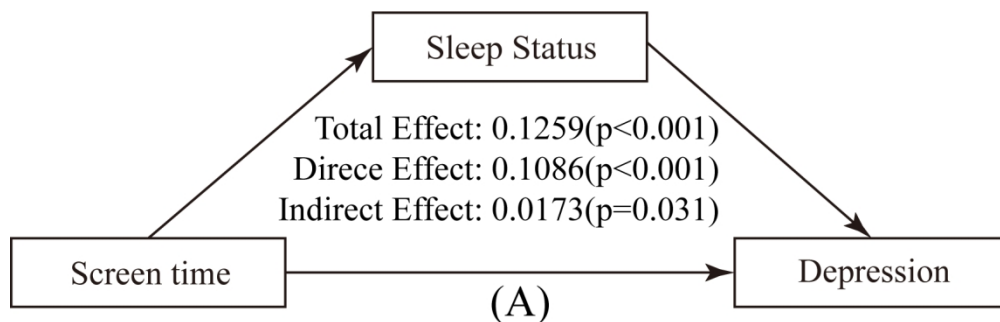 Sleep Status
Total Effect: 0.1259(p<0.001)
Direce Effect: 0.1086(p<0.001)
Indirect Effect: 0.0173(p=0.031)
Screen time
Depression
(A)